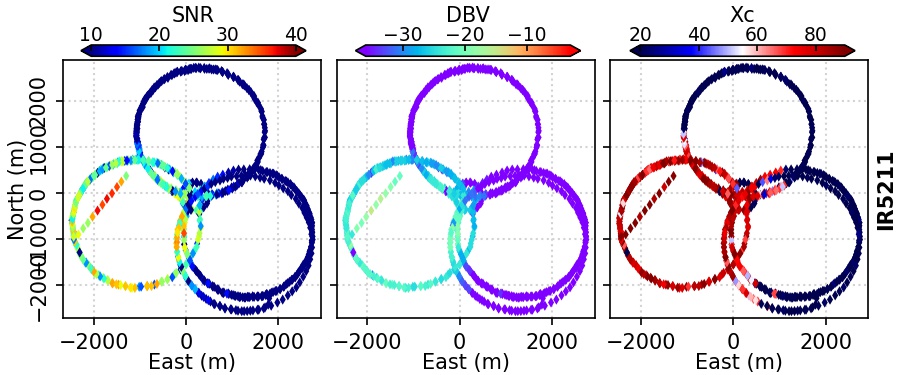 SNR DBV Xc
10 20 30 40 −30 −20 −10 20 40 60 80
North (m)
2000
1000
0
−1000
−2000
−2000 0 2000 −2000 0 2000 −2000 0 2000
East (m) East (m) East (m)
IR5211